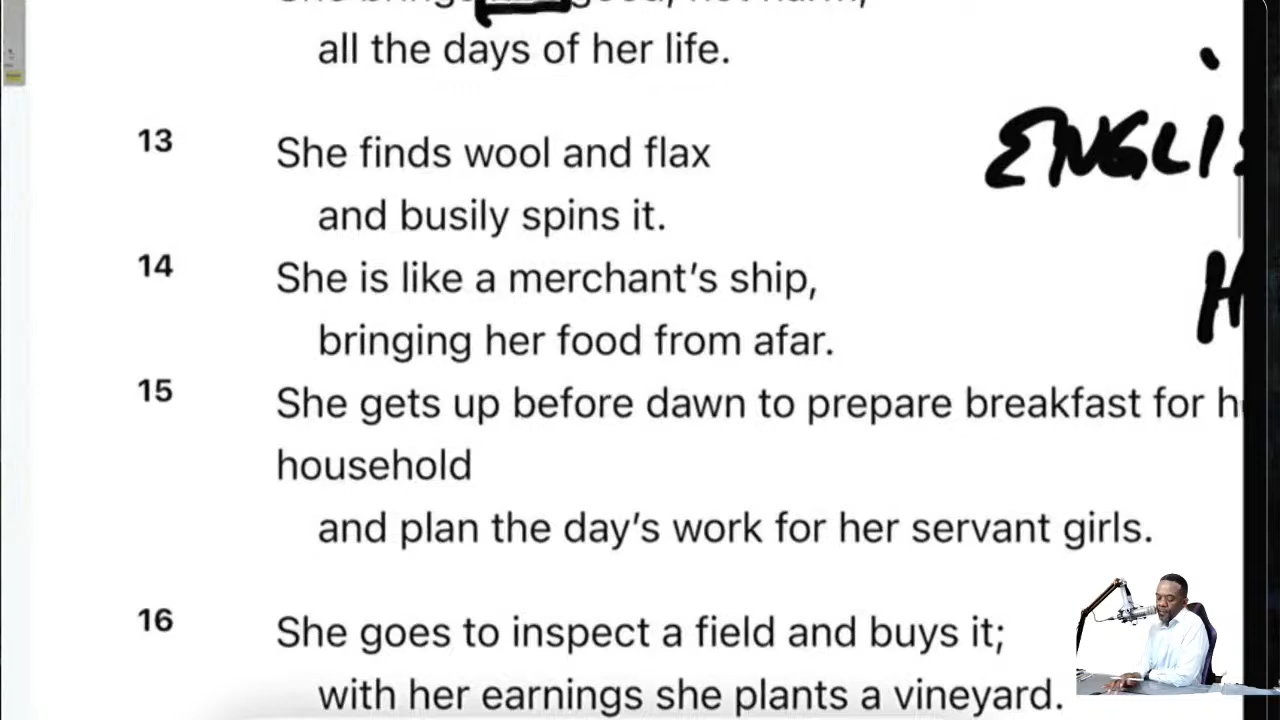 all the days of her life.
13 She finds wool and flax
and busily spins it.
14 She is like a merchant’s ship,
bringing her food from afar.
15 She gets up before dawn to prepare breakfast for h
household
and plan the day’s work for her servant girls.
16 She goes to inspect a field and buys it;
with her earnings she plants a vineyard.
ENGLI
H